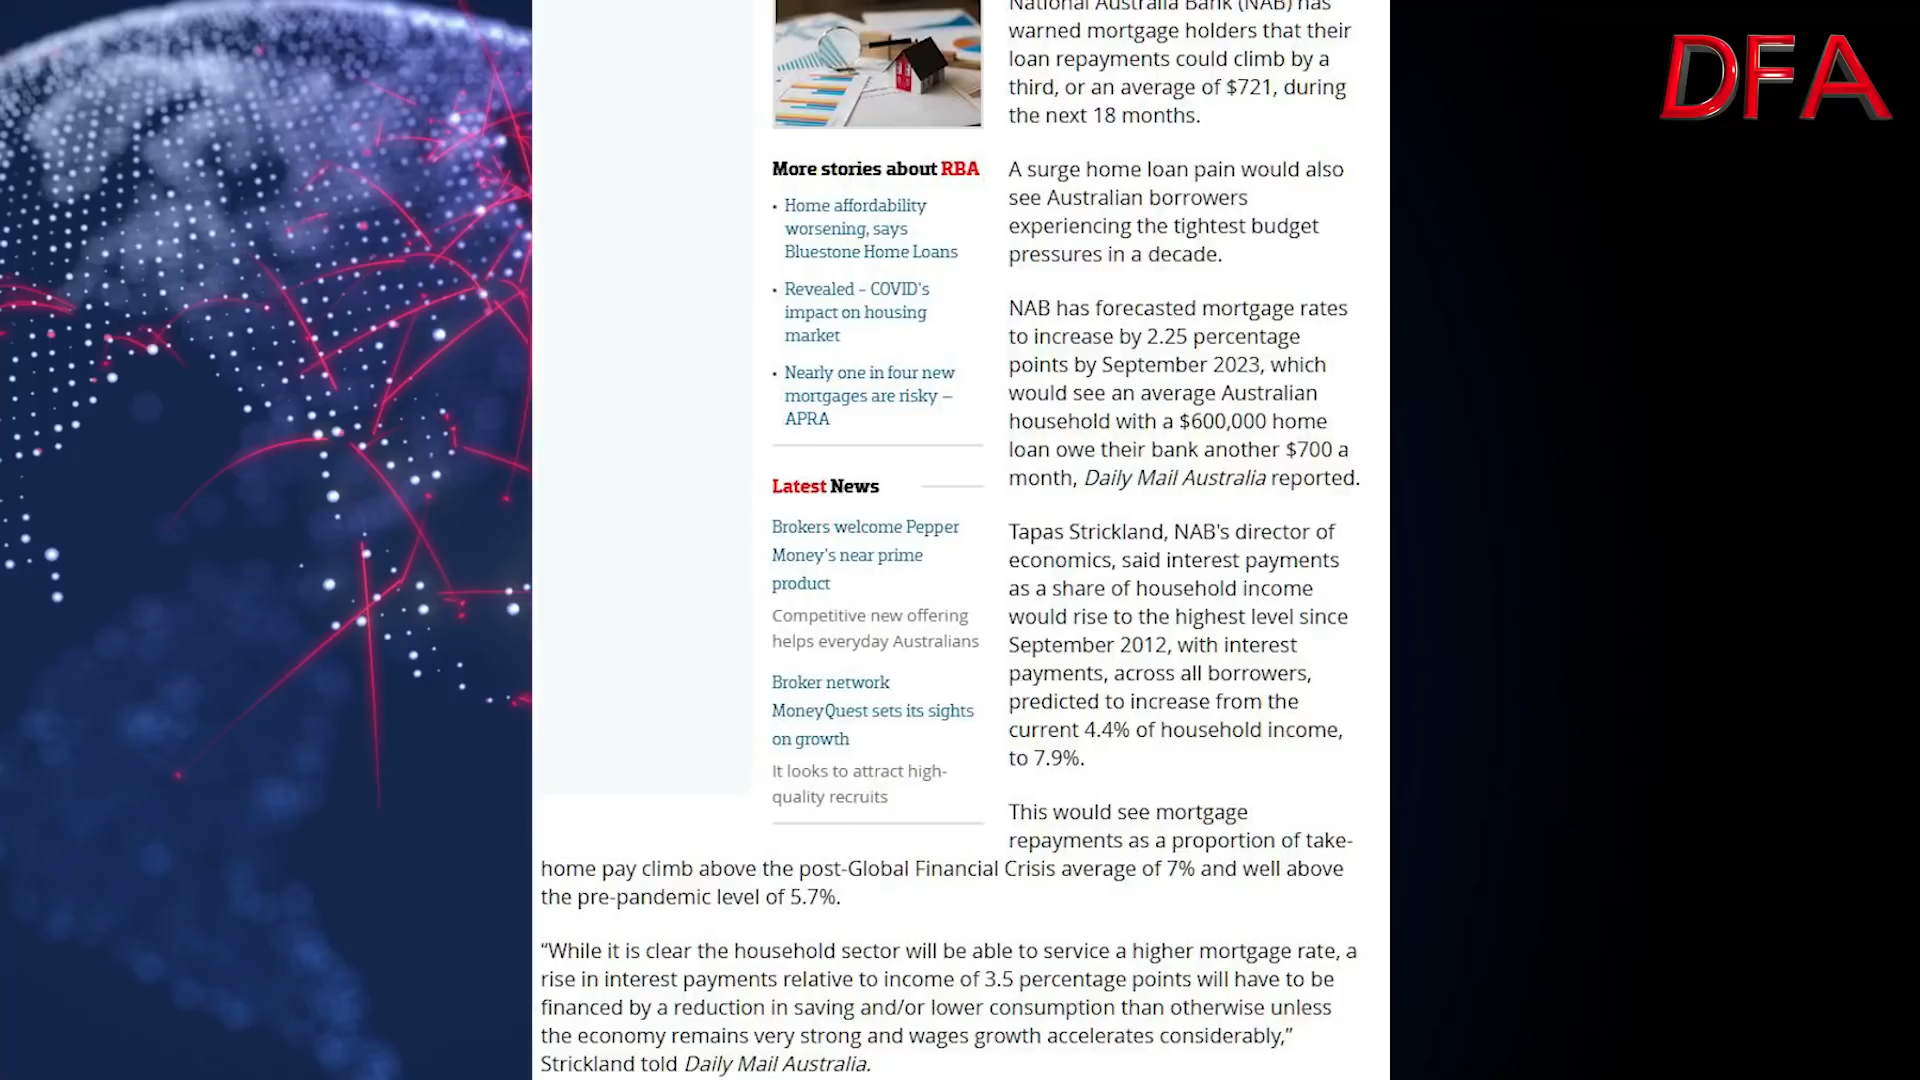 DFA
More stories about RBA
Home affordability
worsening, says
Bluestone Home Loans
Revealed – COVID's
impact on housing
market
Nearly one in four new
mortgages are risky –
APRA
Latest News
Brokers welcome Pepper
Money's near prime
product
Competitive new offering
helps everyday Australians
Broker network
MoneyQuest sets its sights
on growth
It looks to attract high-
quality recruits
National Australia Bank (NAB) has
warned mortgage holders that their
loan repayments could climb by a
third, or an average of $721, during
the next 18 months.
A surge home loan pain would also
see Australian borrowers
experiencing the tightest budget
pressures in a decade.
NAB has forecasted mortgage rates
to increase by 2.25 percentage
points by September 2023, which
would see an average Australian
household with a $600,000 home
loan owe their bank another $700 a
month, Daily Mail Australia reported.
Tapas Strickland, NAB's director of
economics, said interest payments
as a share of household income
would rise to the highest level since
September 2012, with interest
payments, across all borrowers,
predicted to increase from the
current 4.4% of household income,
to 7.9%.
This would see mortgage
repayments as a proportion of take-
home pay climb above the post-Global Financial Crisis average of 7% and well above
the pre-pandemic level of 5.7%.
“While it is clear the household sector will be able to service a higher mortgage rate, a
rise in interest payments relative to income of 3.5 percentage points will have to be
financed by a reduction in saving and/or lower consumption than otherwise unless
the economy remains very strong and wages growth accelerates considerably,”
Strickland told Daily Mail Australia.